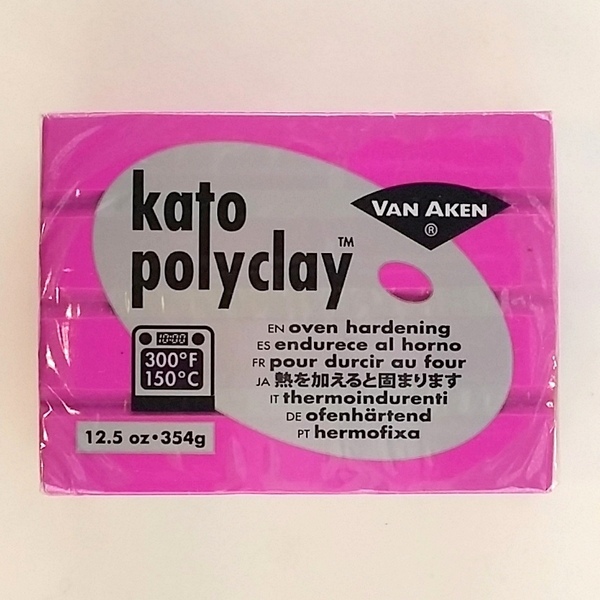 kato
polyclay™
VAN AKEN
®
10:00
300°F
150°C
12.5 oz•354g
EN oven hardening
ES endurece al horno
FR pour durcir au four
JA 熱を加えると固まります
IT thermoindurenti
DE ofenhärtend
PT hermofixa